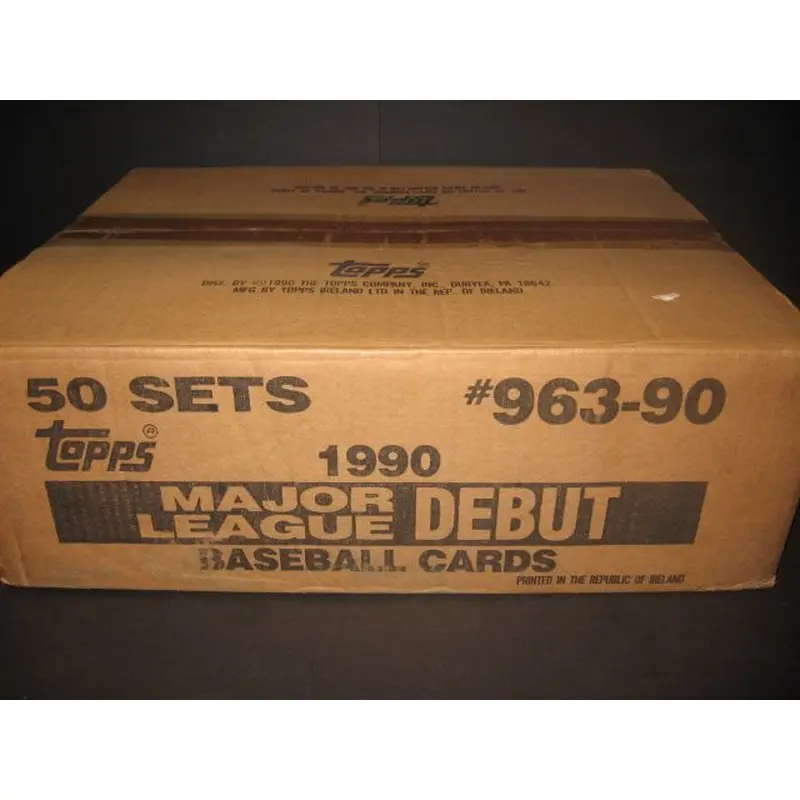 topps
topps®
DIST. BY ©1990 THE TOPPS COMPANY, INC., DURYEA, PA 18642
MFG BY TOPPS IRELAND LTD IN THE REP. OF IRELAND
50 SETS #963-90
topps®
1990
MAJOR LEAGUE DEBUT
BASEBALL CARDS
PRINTED IN THE REPUBLIC OF IRELAND